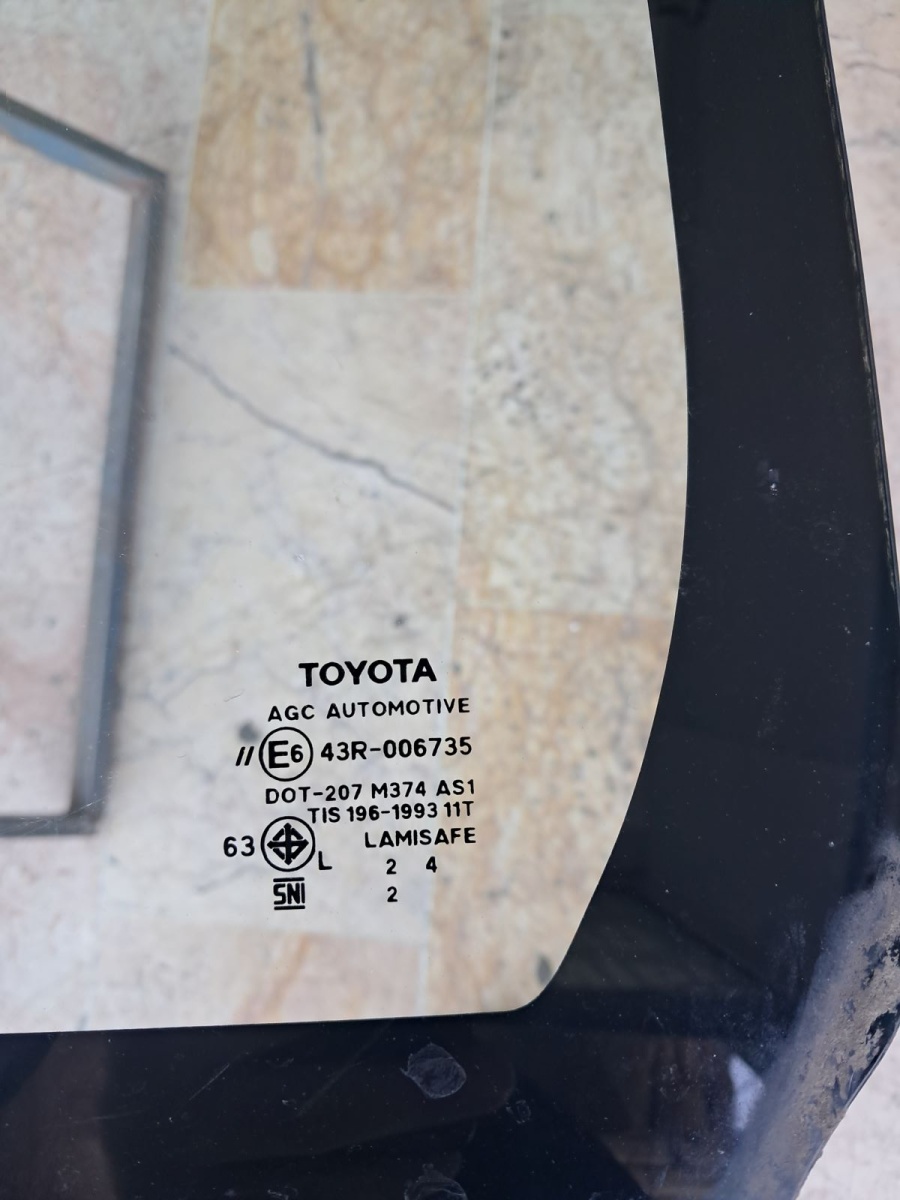 TOYOTA
AGC AUTOMOTIVE
// E6 43R-006735
DOT-207 M374 AS1
TIS 196-1993 11T
63 L LAMISAFE
2 4
SNI 2